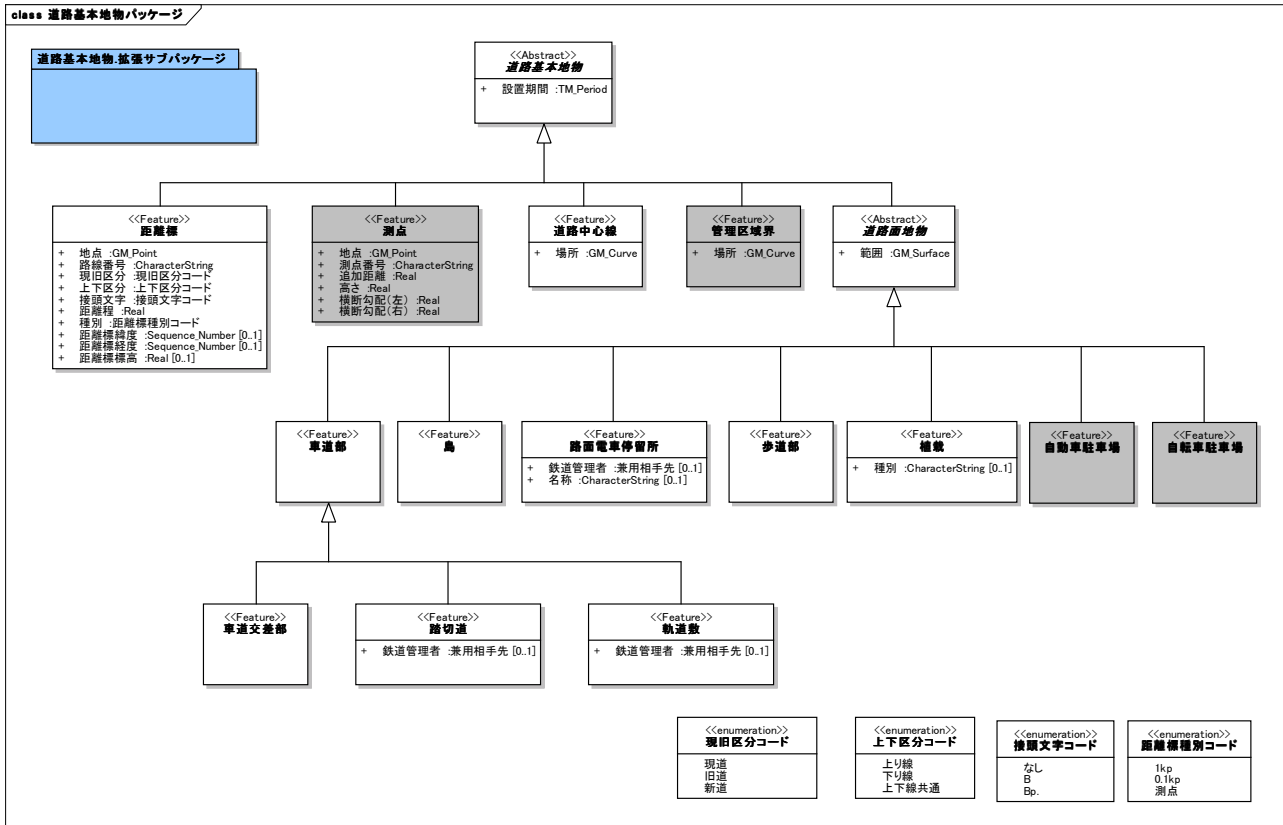 class 道路基本地物パッケージ
道路基本地物.拡張サブパッケージ
<<Abstract>>
道路基本地物
+ 設置期間 :TM_Period
<<Feature>>
距離標
+ 地点 :GM_Point
+ 路線番号 :CharacterString
+ 現旧区分 :現旧区分コード
+ 上下区分 :上下区分コード
+ 接頭文字 :接頭文字コード
+ 距離程 :Real
+ 種別 :距離標種別コード
+ 距離標緯度 :Sequence_Number [0..1]
+ 距離標経度 :Sequence_Number [0..1]
+ 距離標標高 :Real [0..1]
<<Feature>>
測点
+ 地点 :GM_Point
+ 測点番号 :CharacterString
+ 追加距離 :Real
+ 高さ :Real
+ 横断勾配(左) :Real
+ 横断勾配(右) :Real
<<Feature>>
道路中心線
+ 場所 :GM_Curve
<<Feature>>
管理区域界
+ 場所 :GM_Curve
<<Abstract>>
道路面地物
+ 範囲 :GM_Surface
<<Feature>>
車道部
<<Feature>>
島
<<Feature>>
路面電車停留所
+ 鉄道管理者 :兼用相手先 [0..1]
+ 名称 :CharacterString [0..1]
<<Feature>>
歩道部
<<Feature>>
植栽
+ 種別 :CharacterString [0..1]
<<Feature>>
自動車駐車場
<<Feature>>
自転車駐車場
<<Feature>>
車道交差部
<<Feature>>
踏切道
+ 鉄道管理者 :兼用相手先 [0..1]
<<Feature>>
軌道敷
+ 鉄道管理者 :兼用相手先 [0..1]
<<enumeration>>
現旧区分コード
現道
旧道
新道
<<enumeration>>
上下区分コード
上り線
下り線
上下線共通
<<enumeration>>
接頭文字コード
なし
B
Bp.
<<enumeration>>
距離標種別コード
1kp
0.1kp
測点